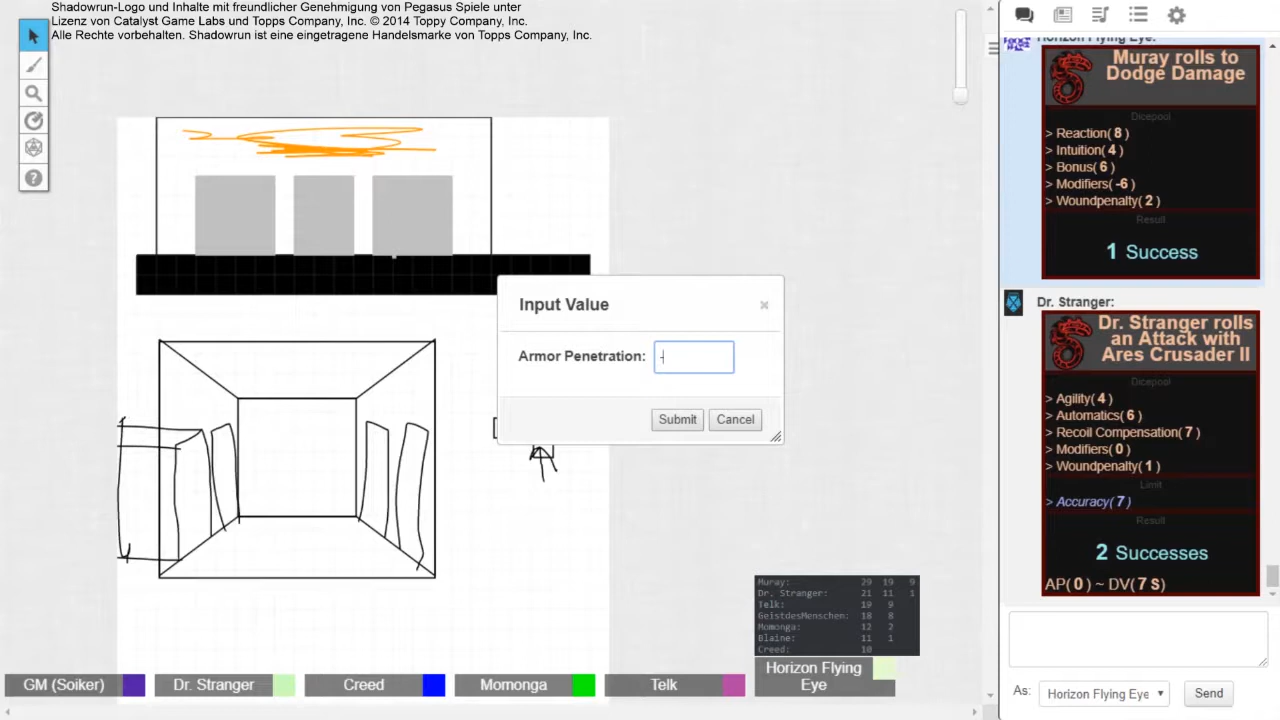 Shadowrun-Logo und Inhalte mit freundlicher Genehmigung von Pegasus Spiele unter
Lizenz von Catalyst Game Labs und Topps Company, Inc. © 2014 Topps Company, Inc.
Alle Rechte vorbehalten. Shadowrun ist eine eingetragene Handelsmarke von Topps Company, Inc.
Input Value
×
Armor Penetration: -
Submit Cancel
Muray: 29 19 9
Dr. Stranger: 21 11 1
Telk: 19 9
GeistdesMenschen: 18 8
Momonga: 12 2
Blaine: 11 1
Creed: 10
GM (Soiker) Dr. Stranger Creed Momonga Telk Horizon Flying
Eye
Horizon Flying Eye:
Muray rolls to
Dodge Damage
Dicepool
> Reaction( 8 )
> Intuition( 4 )
> Bonus( 6 )
> Modifiers( -6 )
> Woundpenalty( 2 )
Result
1 Success
Dr. Stranger:
Dr. Stranger rolls
an Attack with
Ares Crusader II
Dicepool
> Agility( 4 )
> Automatics( 6 )
> Recoil Compensation( 7 )
> Modifiers( 0 )
> Woundpenalty( 1 )
Limit
> Accuracy( 7 )
Result
2 Successes
AP( 0 ) ~ DV( 7 S )
As: Horizon Flying Eye Send